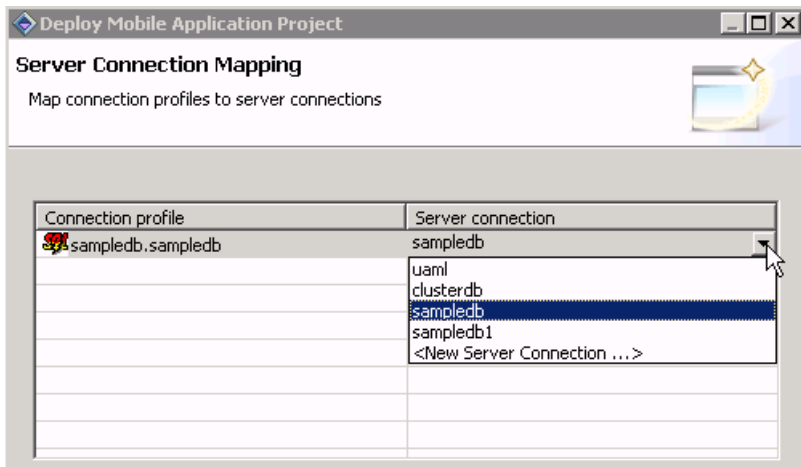 Deploy Mobile Application Project
Server Connection Mapping
Map connection profiles to server connections
Connection profile Server connection
sampledb.sampledb sampledb
uaml
clusterdb
sampledb
sampledb1
<New Server Connection ...>